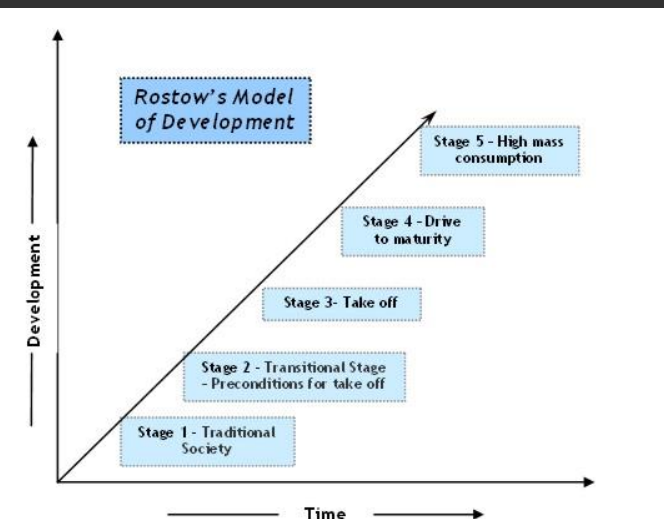 Rostow's Model
of Development
Stage 5 - High mass
consumption
Stage 4 - Drive
to maturity
Stage 3- Take off
Stage 2 - Transitional Stage
- Preconditions for take off
Stage 1 - Traditional
Society
Development
Time